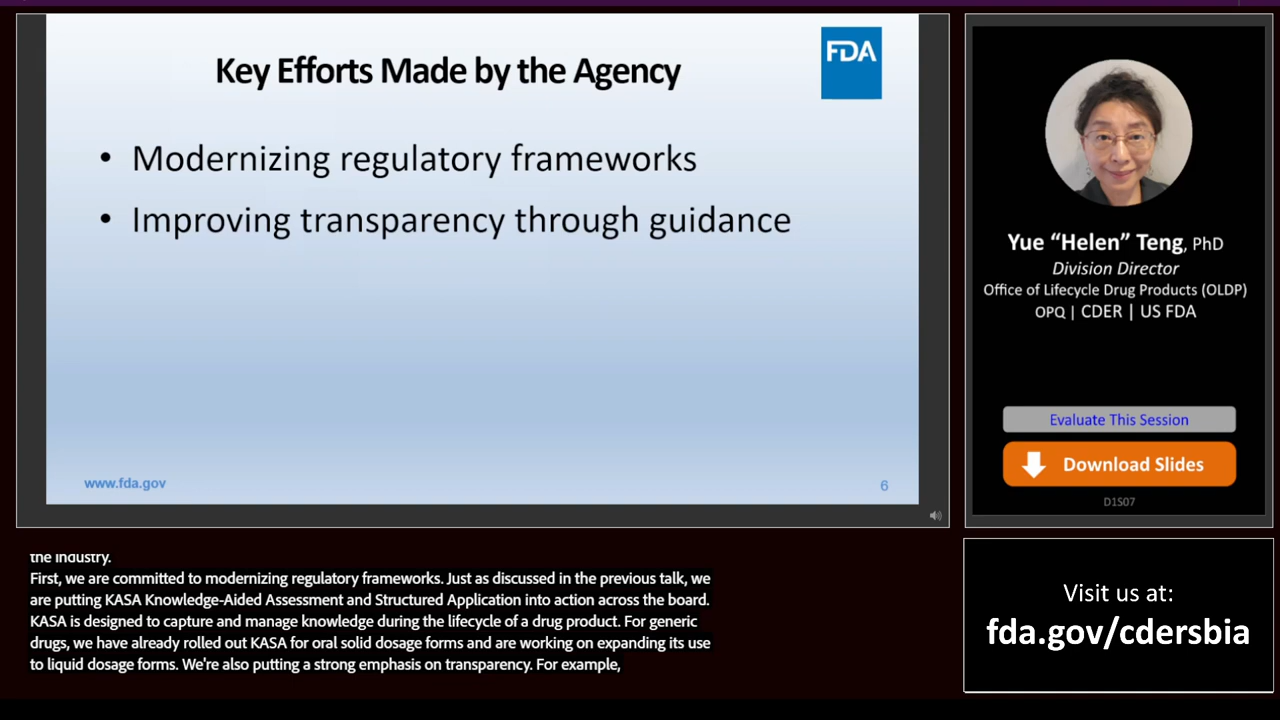 Key Efforts Made by the Agency
FDA
• Modernizing regulatory frameworks
• Improving transparency through guidance
www.fda.gov
6
Yue “Helen” Teng, PhD
Division Director
Office of Lifecycle Drug Products (OLDP)
OPQ | CDER | US FDA
Evaluate This Session
Download Slides
D1S07
the industry.
First, we are committed to modernizing regulatory frameworks. Just as discussed in the previous talk, we
are putting KASA Knowledge-Aided Assessment and Structured Application into action across the board.
KASA is designed to capture and manage knowledge during the lifecycle of a drug product. For generic
drugs, we have already rolled out KASA for oral solid dosage forms and are working on expanding its use
to liquid dosage forms. We're also putting a strong emphasis on transparency. For example,
Visit us at:
fda.gov/cdersbia